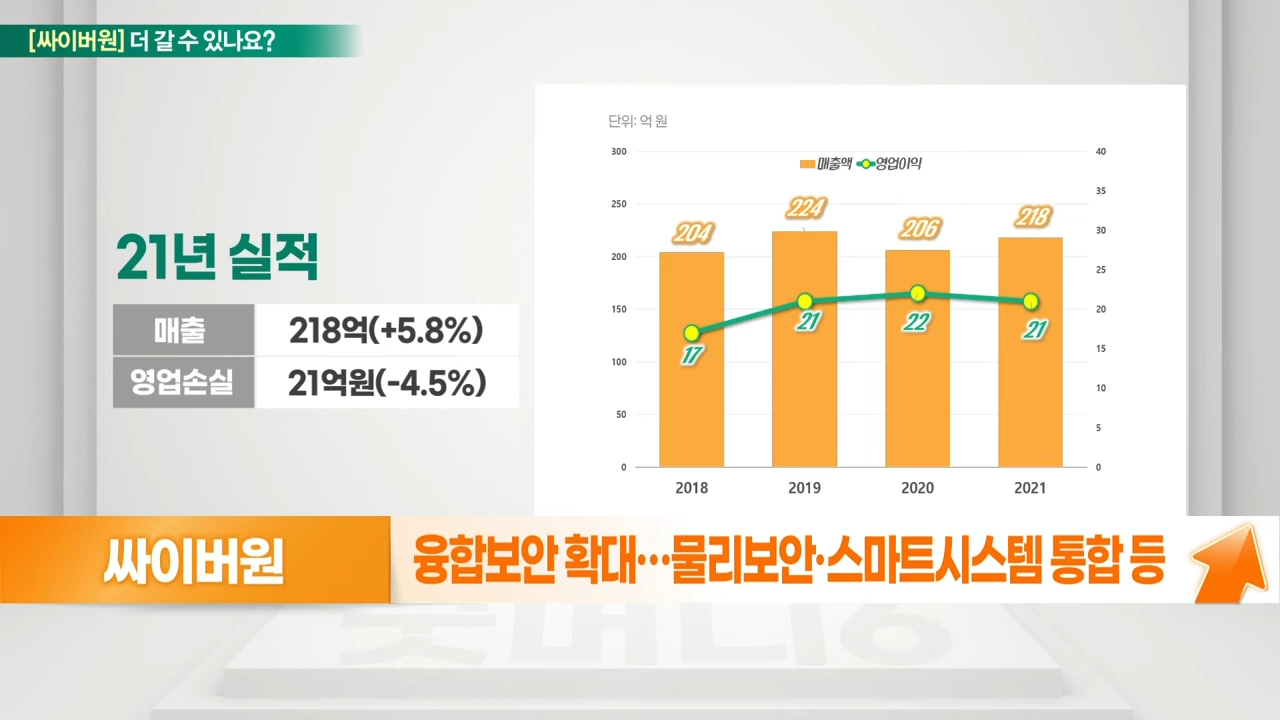 [싸이버원] 더 갈 수 있나요?
21년 실적
매출 218억(+5.8%)
영업손실 21억원(-4.5%)
단위: 억 원
매출액 영업이익
300
250
200
150
100
50
0
40
35
30
25
20
15
10
5
0
204
224
206
218
17
21
22
21
2018 2019 2020 2021
싸이버원
융합보안 확대…물리보안·스마트시스템 통합 등
굿머니6